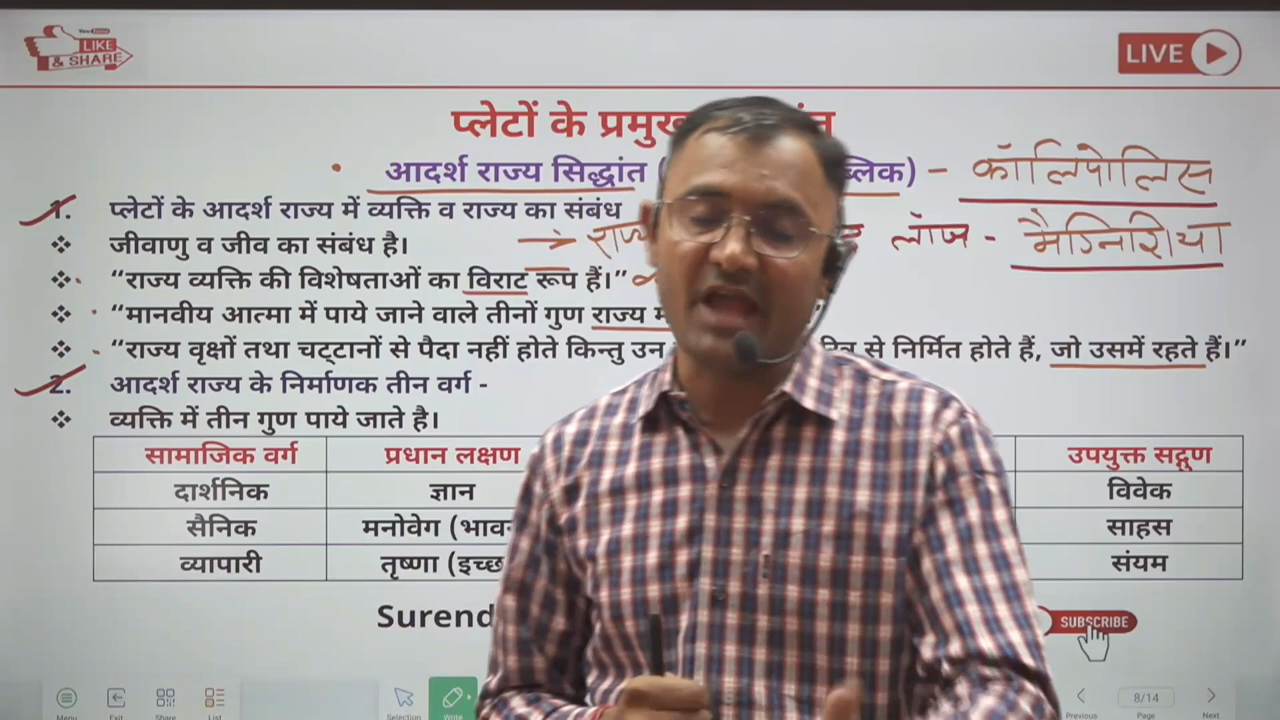 LIKE
& SHARE
LIVE
प्लेटों के प्रमुख
आदर्श राज्य सिद्धांत ( ब्लिक) – कॉलिपोलिस
1. प्लेटों के आदर्श राज्य में व्यक्ति व राज्य का संबंध
❖ जीवाणु व जीव का संबंध है। → लॉज - मैग्निशिया
❖ “राज्य व्यक्ति की विशेषताओं का विराट रूप हैं।”
❖ “मानवीय आत्मा में पाये जाने वाले तीनों गुण राज्य
❖ “राज्य वृक्षों तथा चट्टानों से पैदा नहीं होते किन्तु उन से निर्मित होते हैं, जो उसमें रहते हैं।”
2. आदर्श राज्य के निर्माणक तीन वर्ग -
❖ व्यक्ति में तीन गुण पाये जाते है।
सामाजिक वर्ग प्रधान लक्षण उपयुक्त सद्गुण
दार्शनिक ज्ञान विवेक
सैनिक मनोवेग साहस
व्यापारी तृष्णा संयम
Surend
SUBSCRIBE
Menu Exit Share List Selection Write Previous Page Next
8/14